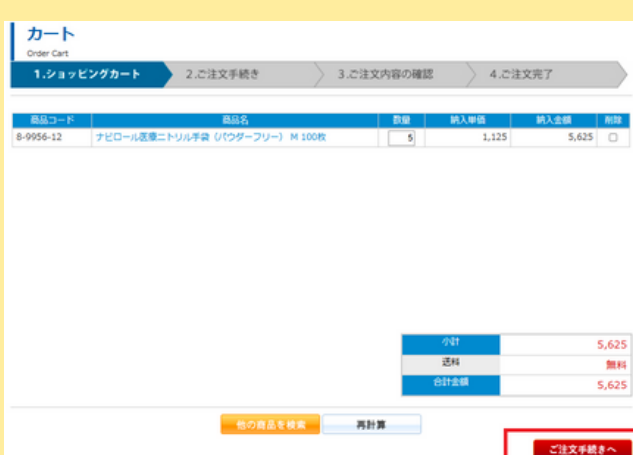 カート
Order Cart
1.ショッピングカート 2.ご注文手続き 3.ご注文内容の確認 4.ご注文完了
商品コード 商品名 数量 納入単価 納入金額 削除
8-9956-12 ナビロール医療ニトリル手袋（パウダーフリー） M 100枚 5 1,125 5,625
小計 5,625
送料 無料
合計金額 5,625
他の商品を検索 再計算
ご注文手続きへ